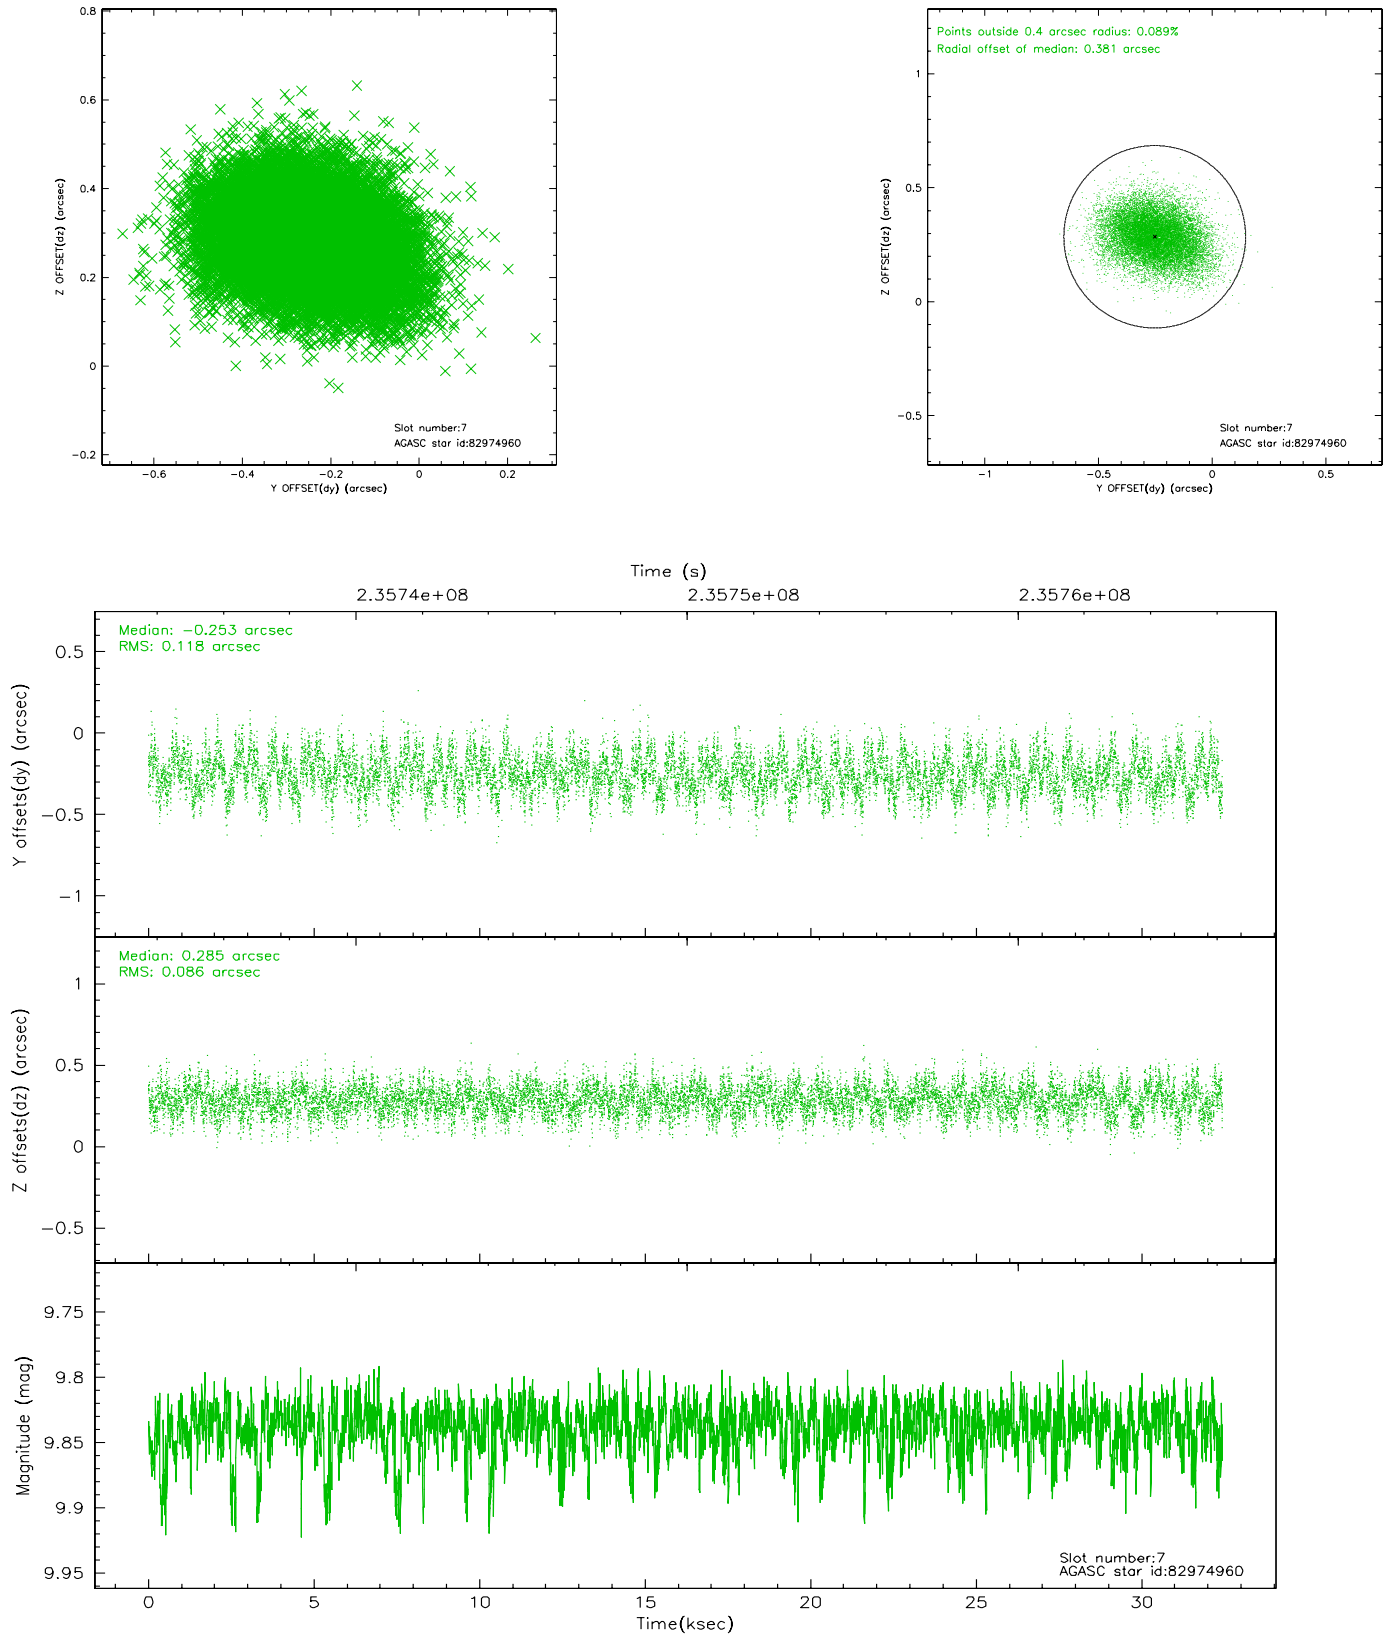 0.8
0.6
0.4
0.2
0
−0.2
Z OFFSET(dz) (arcsec)
−0.6
−0.4
−0.2
0
0.2
Y OFFSET(dy) (arcsec)
Slot number:7
AGASC star id:82974960
Points outside 0.4 arcsec radius: 0.089%
Radial offset of median: 0.381 arcsec
1
0.5
0
−0.5
Z OFFSET(dz) (arcsec)
−1
−0.5
0
0.5
Y OFFSET(dy) (arcsec)
Slot number:7
AGASC star id:82974960
Time (s)
2.3574e+08
2.3575e+08
2.3576e+08
Median: −0.253 arcsec
RMS: 0.118 arcsec
0.5
0
−0.5
−1
Y offsets(dy) (arcsec)
Median: 0.285 arcsec
RMS: 0.086 arcsec
1
0.5
0
−0.5
Z offsets(dz) (arcsec)
9.75
9.8
9.85
9.9
9.95
Magnitude (mag)
Slot number:7
AGASC star id:82974960
0
5
10
15
20
25
30
Time(ksec)